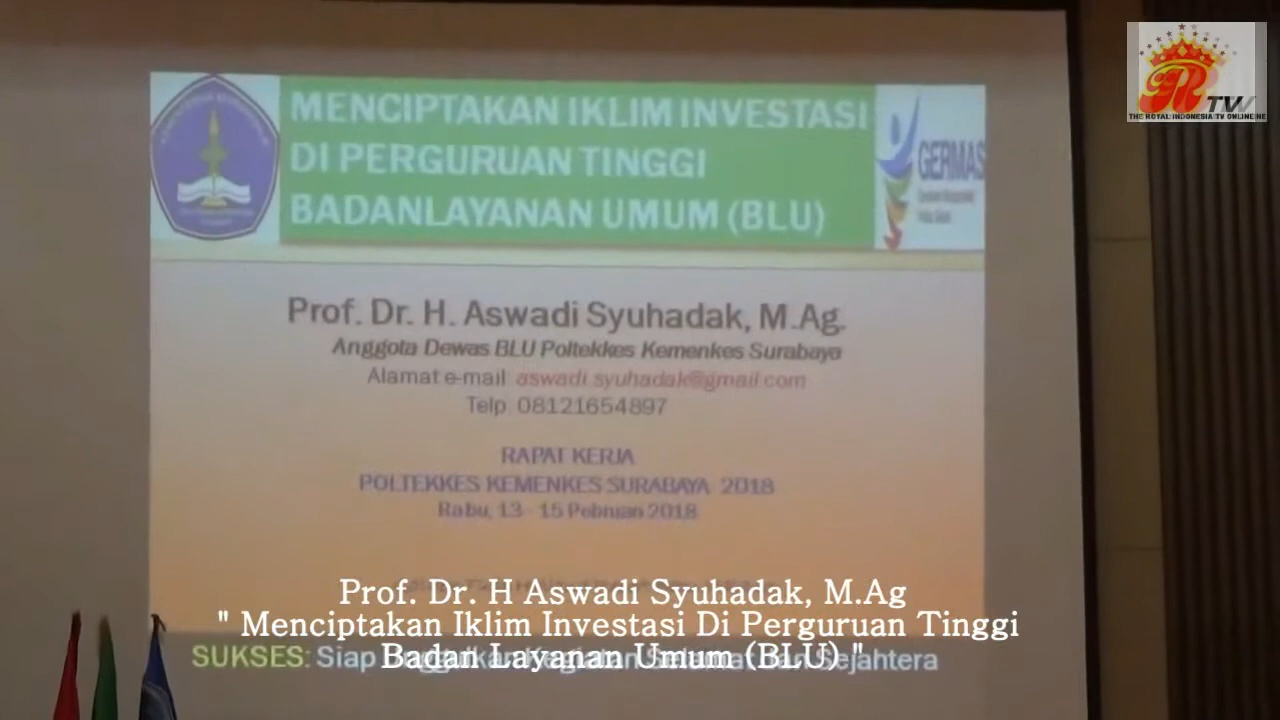 MENCIPTAKAN IKLIM INVESTASI
DI PERGURUAN TINGGI
BADANLAYANAN UMUM (BLU)
GERMAS
TW
THE ROYAL INDONESIA TV ONLINE
Prof. Dr. H. Aswadi Syuhadak, M.Ag.
Anggota Dewas BLU Poltekkes Kemenkes Surabaya
Alamat e-mail aswadi.syuhadak@gmail.com
Telp 08121654897
RAPAT KERJA
POLTEKKES KEMENKES SURABAYA 2018
Rabu, 13 - 15 Pebruari 2018
Prof. Dr. H Aswadi Syuhadak, M.Ag
" Menciptakan Iklim Investasi Di Perguruan Tinggi
Badan Layanan Umum (BLU) "
SUKSES: Siap Sejahtera